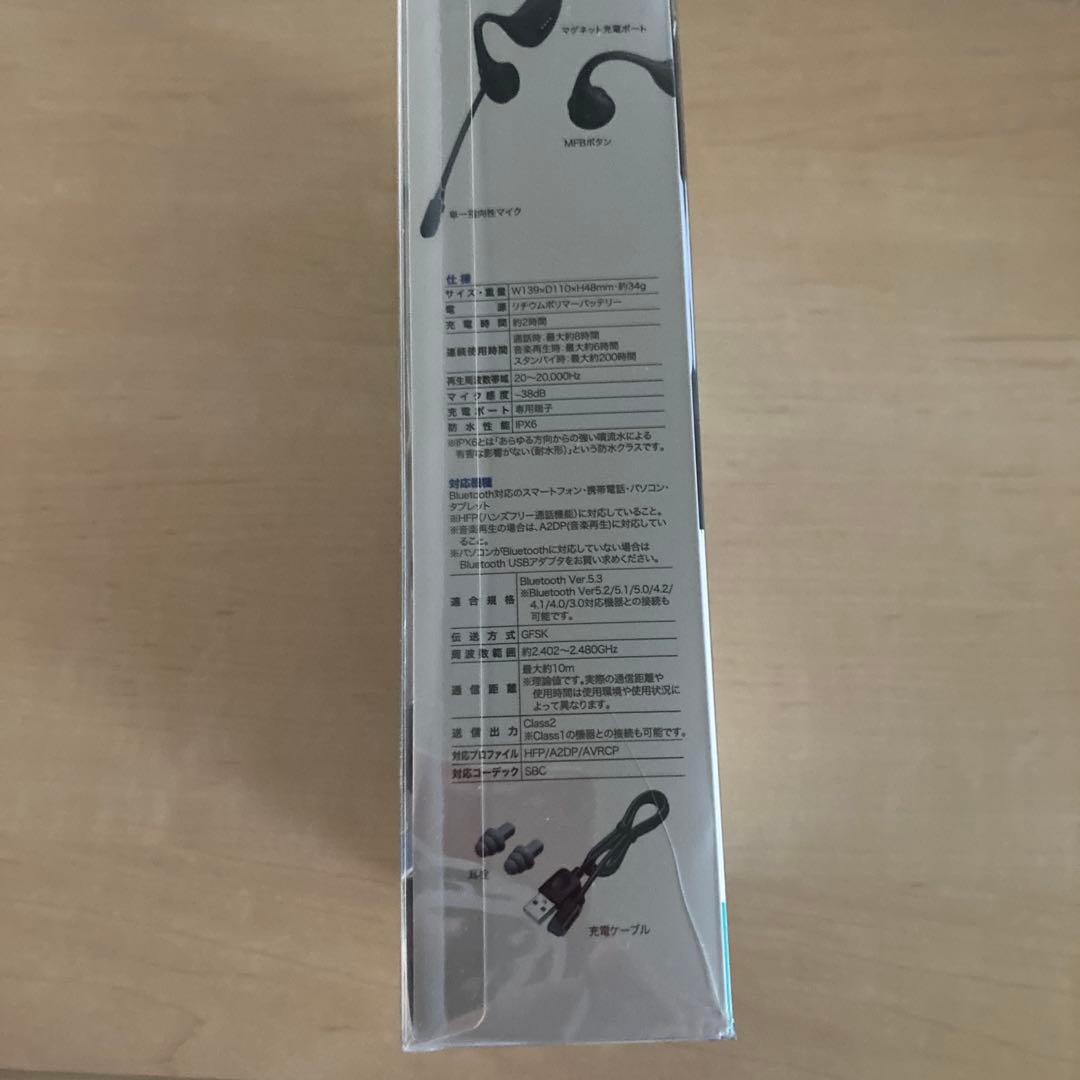 マグネット充電ポート
MFBボタン
単一指向性マイク
仕様
サイズ・重量 W139×D110×H48mm・約34g
電源 リチウムポリマーバッテリー
充電時間 約2時間
連続使用時間 通話時:最大約8時間
音楽再生時:最大約6時間
スタンバイ時:最大約200時間
再生周波数帯域 20〜20,000Hz
マイク感度 -38dB
充電ポート 専用端子
防水性能 IPX6
※IPX6とは「あらゆる方向からの強い噴流水による
有害な影響がない(耐水形)」という防水クラスです。
対応機種
Bluetooth対応のスマートフォン・携帯電話・パソコン・
タブレット
※HFP(ハンズフリー通話機能)に対応していること。
※音楽再生の場合は、A2DP(音楽再生)に対応してい
ること。
※パソコンがBluetoothに対応していない場合は
Bluetooth USBアダプタをお買い求めください。
適合規格 Bluetooth Ver.5.3
※Bluetooth Ver5.2/5.1/5.0/4.2/
4.1/4.0/3.0対応機器との接続も
可能です。
伝送方式 GFSK
周波数範囲 約2.402〜2.480GHz
通信距離 最大約10m
※理論値です。実際の通信距離や
使用時間は使用環境や使用状況に
よって異なります。
送信出力 Class2
※Class1の機器との接続も可能です。
対応プロファイル HFP/A2DP/AVRCP
対応コーデック SBC
耳栓
充電ケーブル